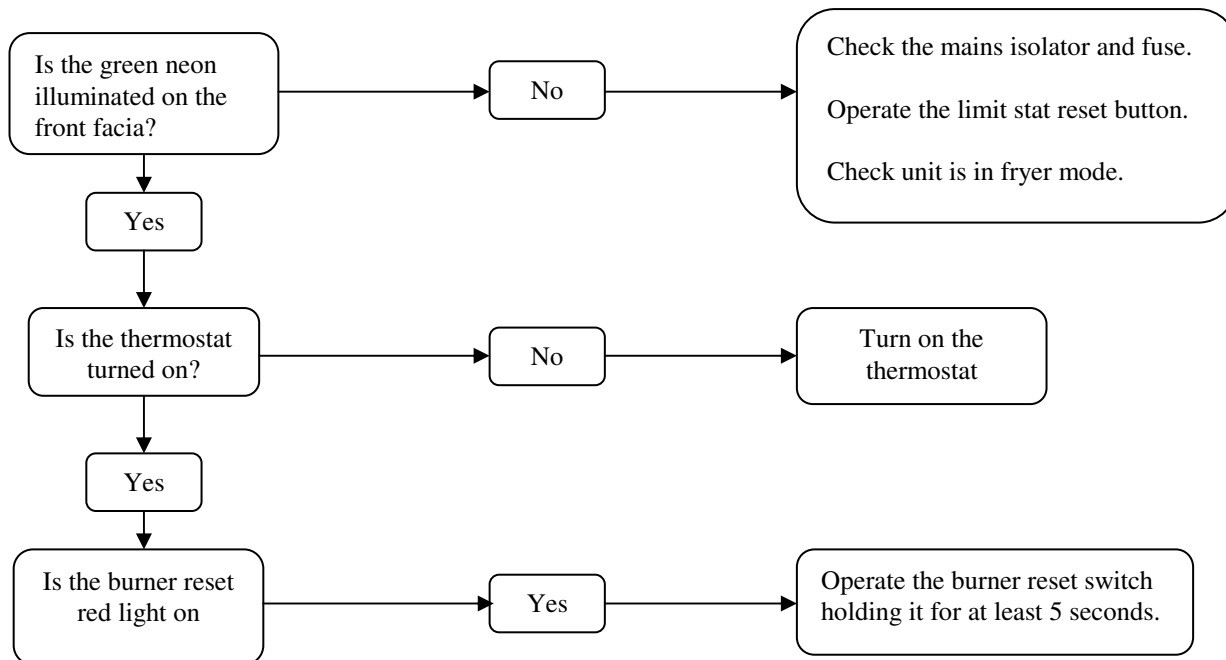 Is the green neon
illuminated on the
front facia?
No
Check the mains isolator and fuse.
Operate the limit stat reset button.
Check unit is in fryer mode.
Yes
Is the thermostat
turned on?
No
Turn on the
thermostat
Yes
Is the burner reset
red light on
Yes
Operate the burner reset switch
holding it for at least 5 seconds.